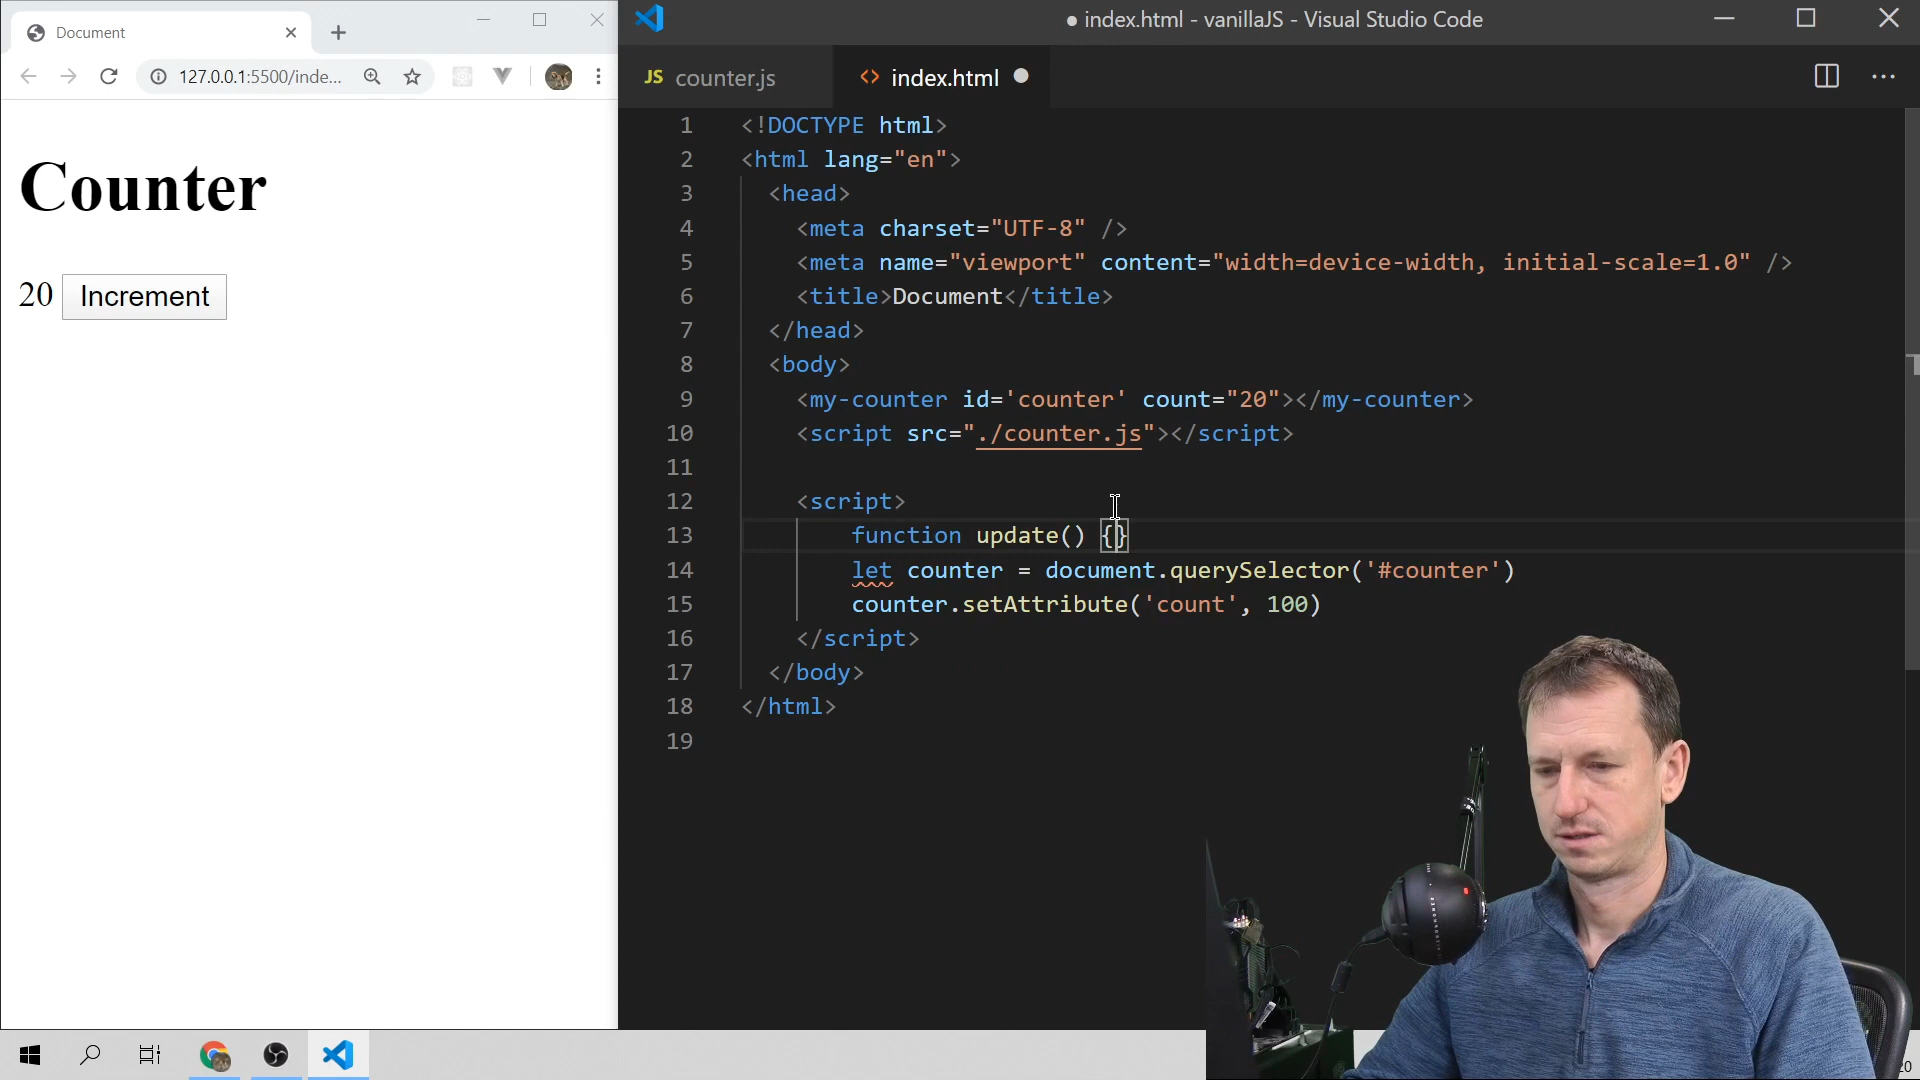 Document
127.0.0.1:5500/inde...
Counter
20 Increment
● index.html - vanillaJS - Visual Studio Code
JS counter.js
<> index.html
1 <!DOCTYPE html>
2 <html lang="en">
3 <head>
4 <meta charset="UTF-8" />
5 <meta name="viewport" content="width=device-width, initial-scale=1.0" />
6 <title>Document</title>
7 </head>
8 <body>
9 <my-counter id='counter' count="20"></my-counter>
10 <script src="./counter.js"></script>
11
12 <script>
13 function update() {}
14 let counter = document.querySelector('#counter')
15 counter.setAttribute('count', 100)
16 </script>
17 </body>
18 </html>
19
20